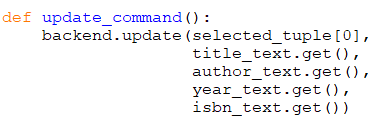 def update_command():
    backend.update(selected_tuple[0],
                   title_text.get(),
                   author_text.get(),
                   year_text.get(),
                   isbn_text.get())